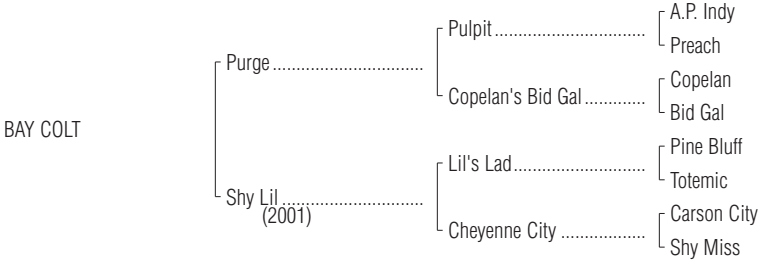 A.P. Indy
Pulpit................................
Preach
Purge................................
Copelan
Copelan's Bid Gal.............
Bid Gal
BAY COLT
Pine Bluff
Lil's Lad............................
Totemic
Shy Lil..............................
(2001)
Carson City
Cheyenne City ..................
Shy Miss